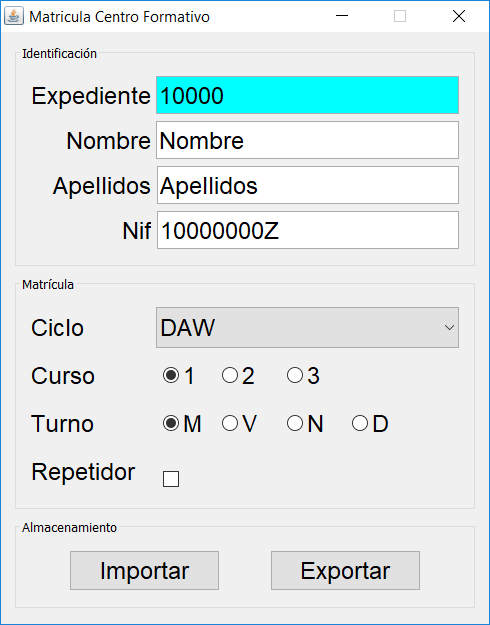 Matricula Centro Formativo
Identificación
Expediente 10000
Nombre Nombre
Apellidos Apellidos
Nif 10000000Z
Matrícula
Ciclo DAW
Curso 1 2 3
Turno M V N D
Repetidor
Almacenamiento
Importar Exportar